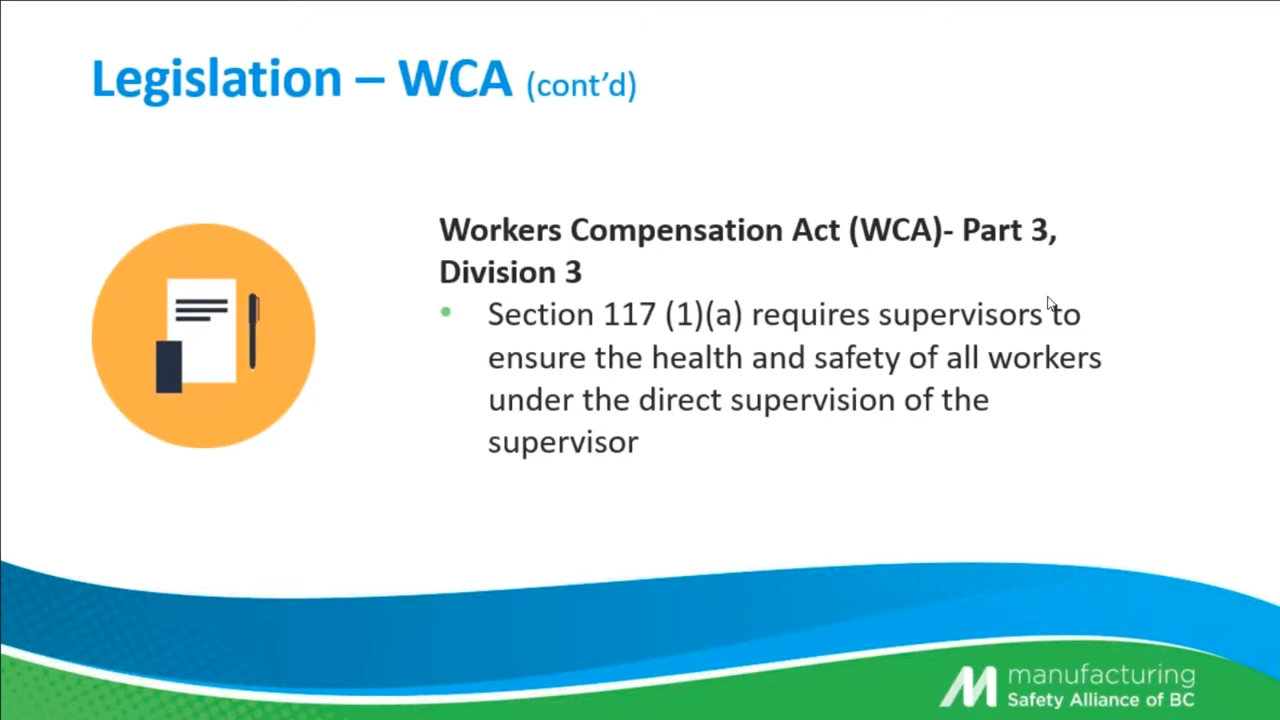 Legislation – WCA (cont’d)
Workers Compensation Act (WCA)- Part 3,
Division 3
• Section 117 (1)(a) requires supervisors to
ensure the health and safety of all workers
under the direct supervision of the
supervisor
manufacturing
Safety Alliance of BC